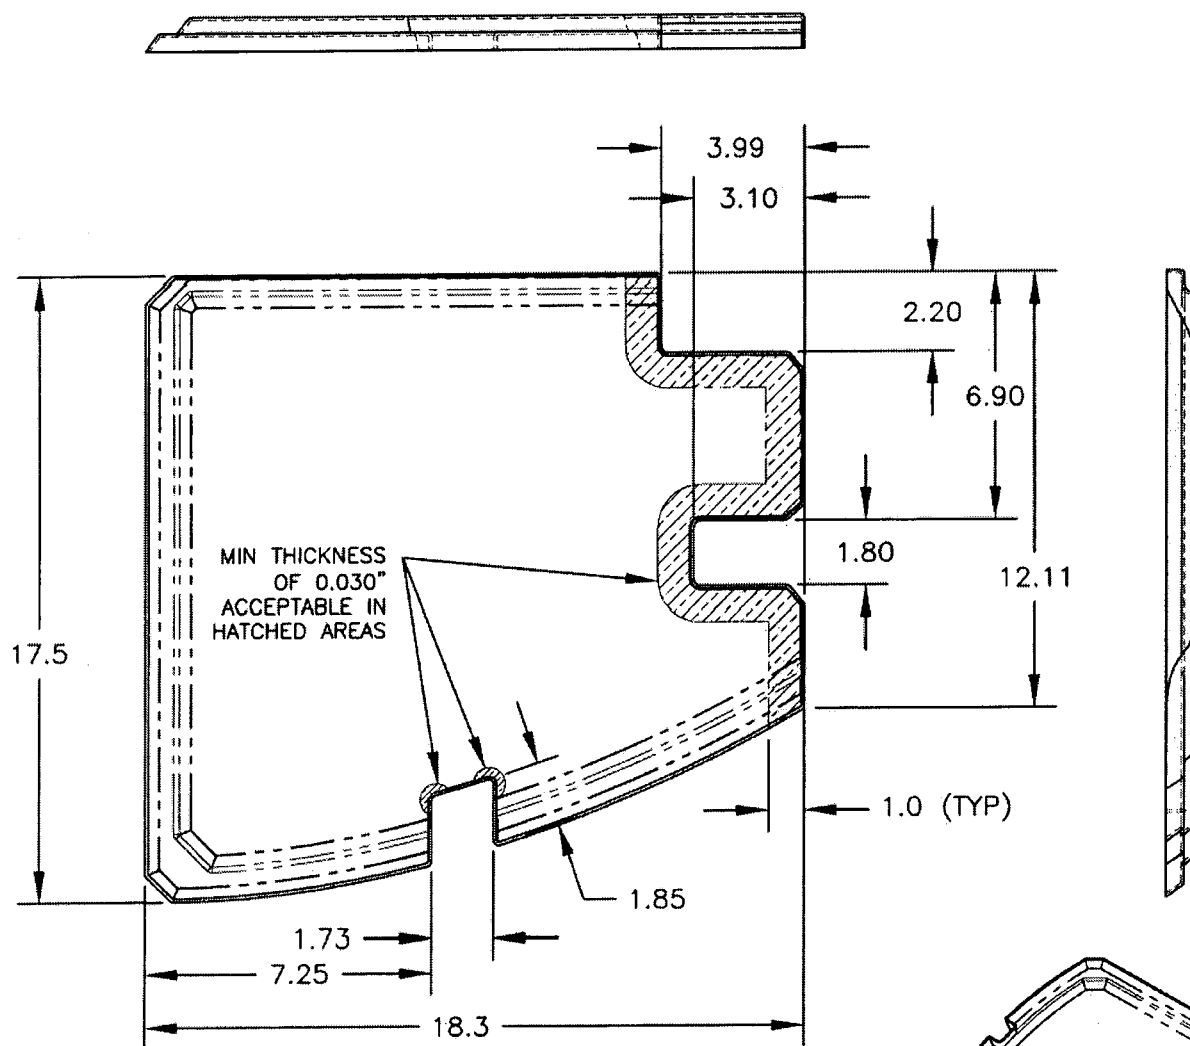 3.99
3.10
2.20
6.90
MIN THICKNESS
OF 0.030"
ACCEPTABLE IN
HATCHED AREAS
1.80
12.11
17.5
1.0 (TYP)
1.85
1.73
7.25
18.3